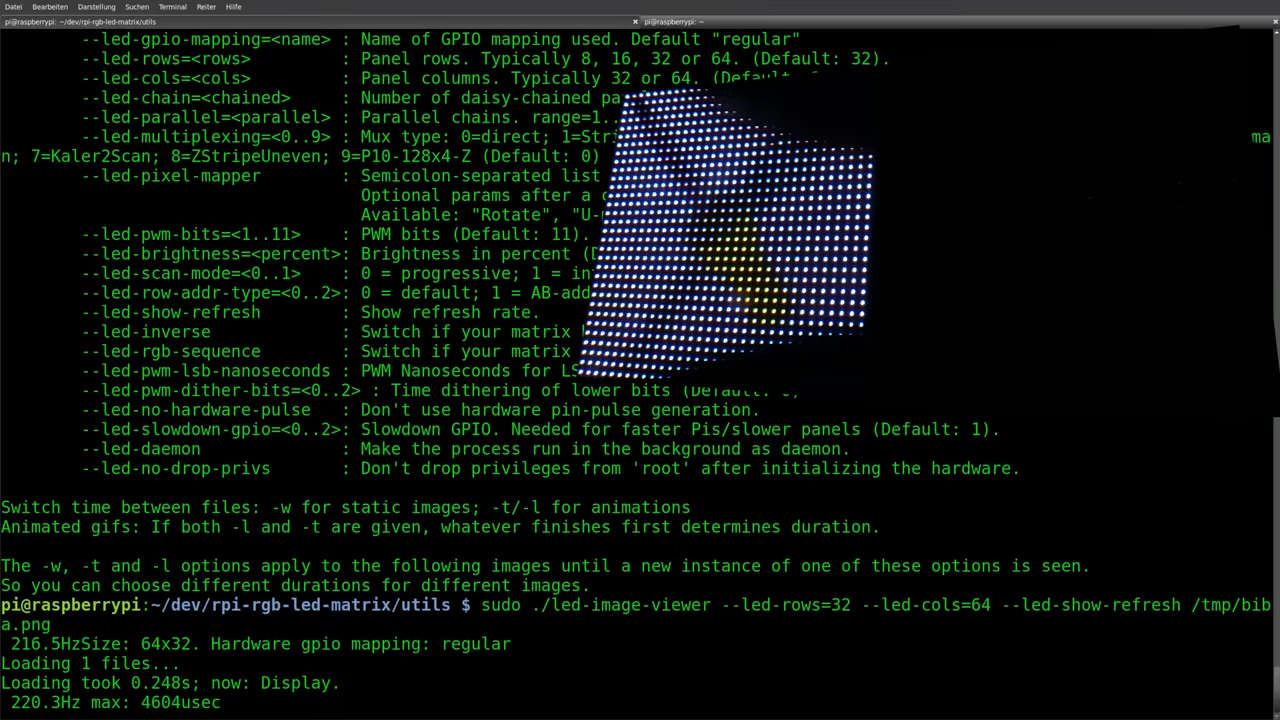 Datei Bearbeiten Darstellung Suchen Terminal Reiter Hilfe
pi@raspberrypi: ~/dev/rpi-rgb-led-matrix/utils × pi@raspberrypi: ~ ×
--led-gpio-mapping=<name> : Name of GPIO mapping used. Default "regular"
--led-rows=<rows> : Panel rows. Typically 8, 16, 32 or 64. (Default: 32).
--led-cols=<cols> : Panel columns. Typically 32 or 64.
--led-chain=<chained> : Number of daisy-chained pa
--led-parallel=<parallel> : Parallel chains. range=1..
--led-multiplexing=<0..9> : Mux type: 0=direct; 1=Stri ma
n; 7=Kaler2Scan; 8=ZStripeUneven; 9=P10-128x4-Z (Default: 0)
--led-pixel-mapper : Semicolon-separated list
Optional params after a
Available: "Rotate", "U-
--led-pwm-bits=<1..11> : PWM bits (Default: 11).
--led-brightness=<percent>: Brightness in percent (
--led-scan-mode=<0..1> : 0 = progressive; 1 = in
--led-row-addr-type=<0..2>: 0 = default; 1 = AB-add
--led-show-refresh : Show refresh rate.
--led-inverse : Switch if your matrix
--led-rgb-sequence : Switch if your matrix
--led-pwm-lsb-nanoseconds : PWM Nanoseconds for LS
--led-pwm-dither-bits=<0..2> : Time dithering of lower bits (Default: 0)
--led-no-hardware-pulse : Don't use hardware pin-pulse generation.
--led-slowdown-gpio=<0..2>: Slowdown GPIO. Needed for faster Pis/slower panels (Default: 1).
--led-daemon : Make the process run in the background as daemon.
--led-no-drop-privs : Don't drop privileges from 'root' after initializing the hardware.
Switch time between files: -w for static images; -t/-l for animations
Animated gifs: If both -l and -t are given, whatever finishes first determines duration.
The -w, -t and -l options apply to the following images until a new instance of one of these options is seen.
So you can choose different durations for different images.
pi@raspberrypi:~/dev/rpi-rgb-led-matrix/utils $ sudo ./led-image-viewer --led-rows=32 --led-cols=64 --led-show-refresh /tmp/bib
a.png
216.5HzSize: 64x32. Hardware gpio mapping: regular
Loading 1 files...
Loading took 0.248s; now: Display.
220.3Hz max: 4604usec